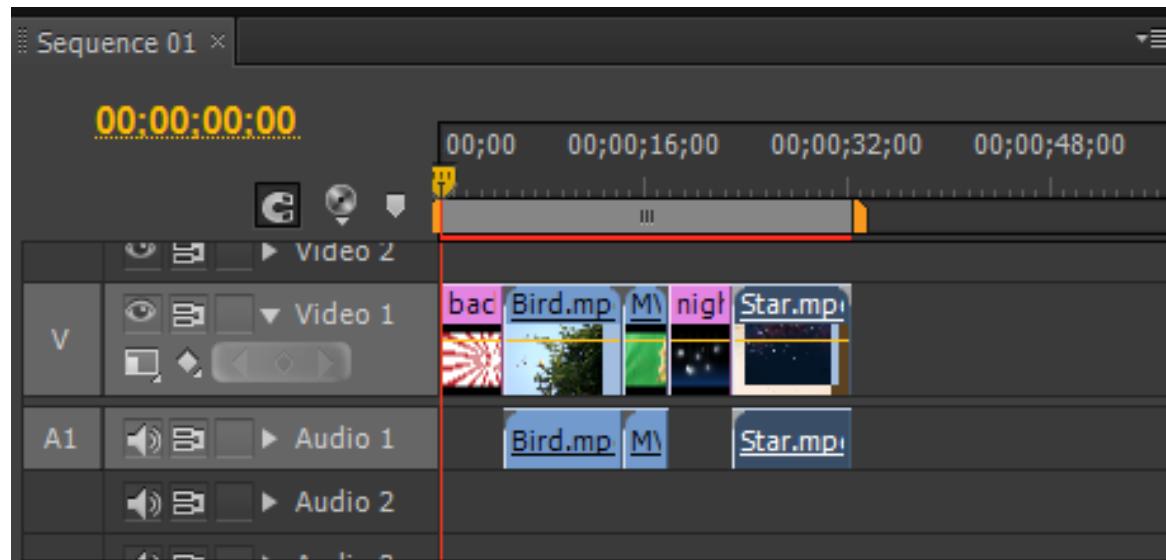 Sequence 01 ×
00;00;00;00
00;00 00;00;16;00 00;00;32;00 00;00;48;00
Video 2
V Video 1
bac Bird.mp M\ nigh Star.mp
A1 Audio 1
Bird.mp M\ Star.mp
Audio 2